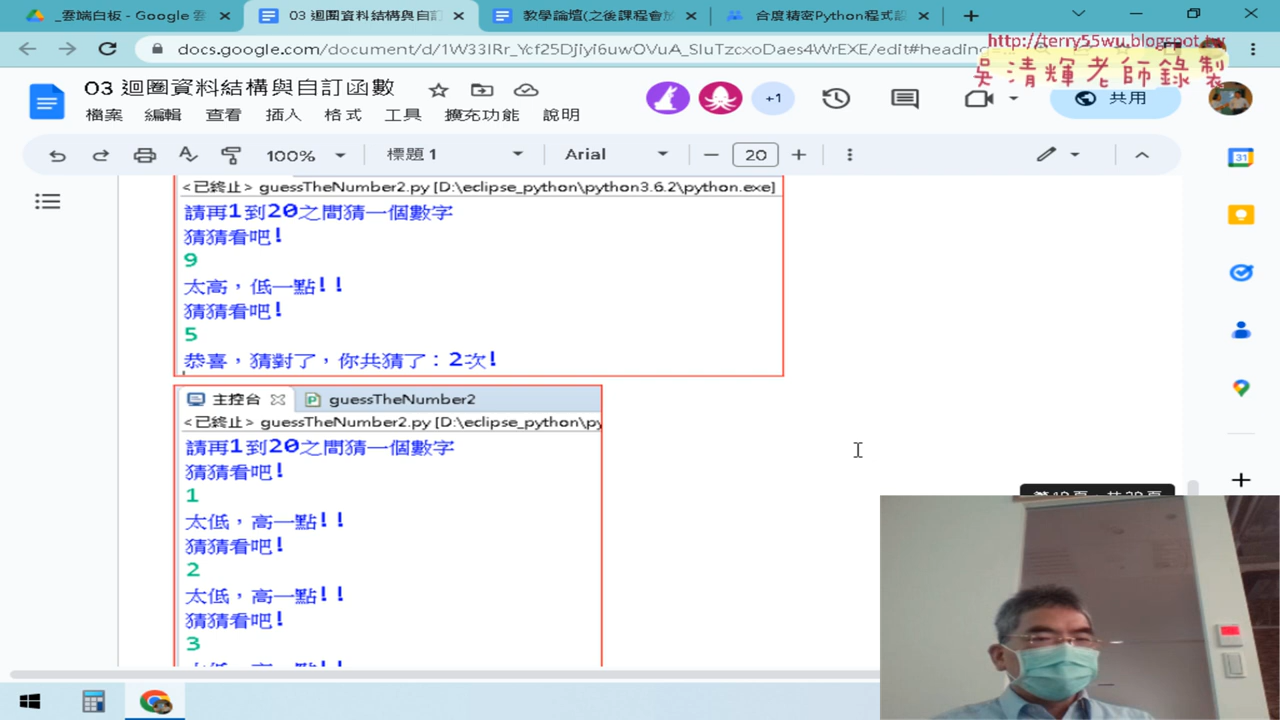 _雲端白板 - Google 雲
03 迴圈資料結構與自訂
教學論壇(之後課程會放
合度精密Python程式設
docs.google.com/document/d/1W33IRr_Ycf25Djiyi6uwOVuA_SIuTzcxoDaes4WrEXE/edit#heading=
http://terry55wu.blogspot.tw
吳清輝老師錄製
03 迴圈資料結構與自訂函數
檔案 編輯 查看 插入 格式 工具 擴充功能 說明
+1
共用
100%
標題 1
Arial
20
31
<已終止> guessTheNumber2.py [D:\eclipse_python\python3.6.2\python.exe]
請再1到20之間猜一個數字
猜猜看吧!
9
太高，低一點!!
猜猜看吧!
5
恭喜，猜對了，你共猜了：2次!
主控台
guessTheNumber2
<已終止> guessTheNumber2.py [D:\eclipse_python\py
請再1到20之間猜一個數字
猜猜看吧!
1
太低，高一點!!
猜猜看吧!
2
太低，高一點!!
猜猜看吧!
3